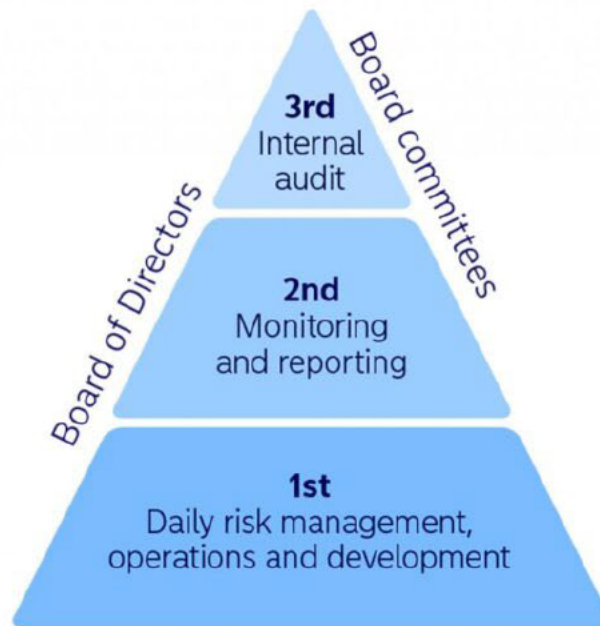 Board committees
3rd
Internal
audit
Board of Directors
2nd
Monitoring
and reporting
1st
Daily risk management,
operations and development